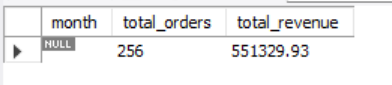 month total_orders total_revenue
NULL 256 551329.93